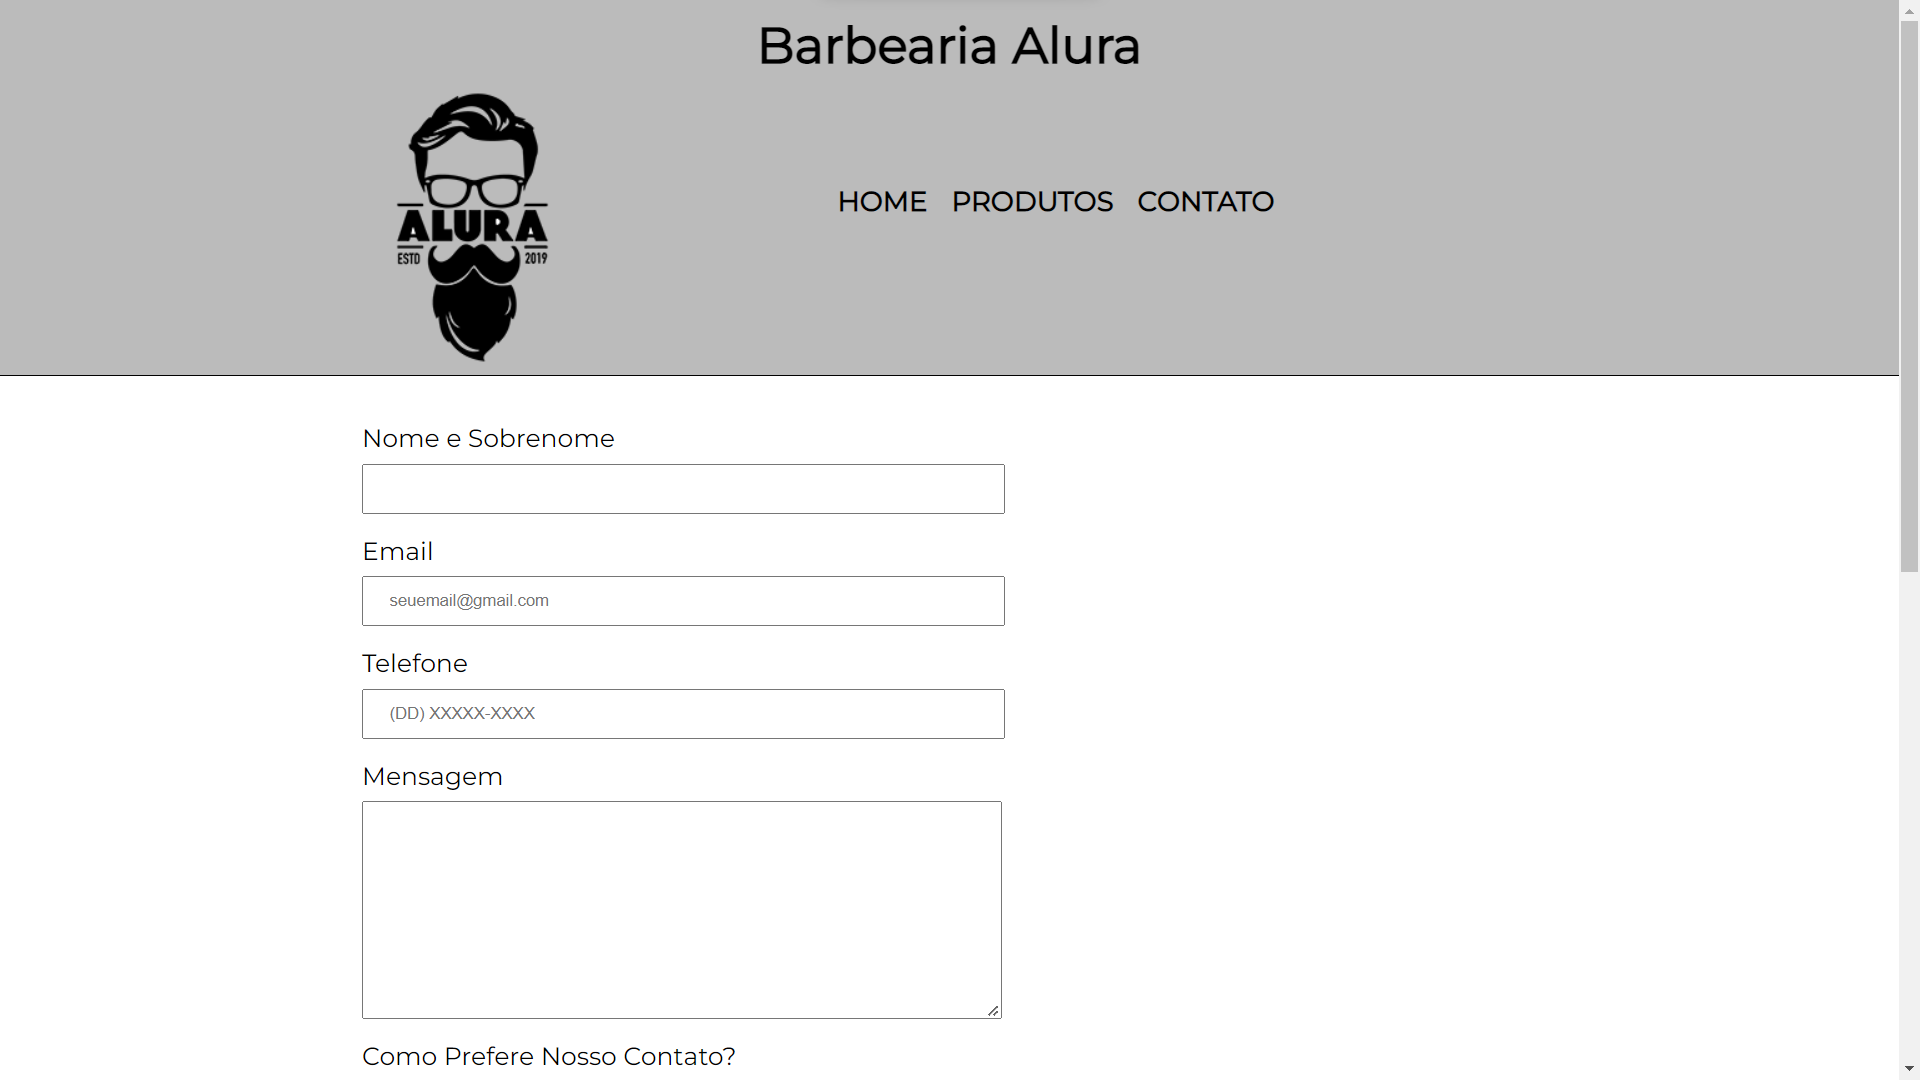 Barbearia Alura
ALURA
ESTD 2019
HOME PRODUTOS CONTATO
Nome e Sobrenome
Email
seuemail@gmail.com
Telefone
(DD) XXXXX-XXXX
Mensagem
Como Prefere Nosso Contato?